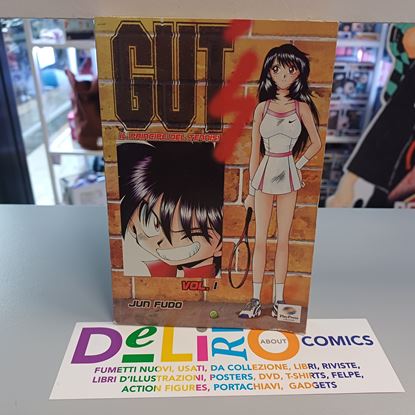 GUTS
IL PRINCIPE DEL TENNIS!
VOL. 1
JUN FUDO
DELIRIO ABOUT COMICS
FUMETTI NUOVI, USATI, DA COLLEZIONE, LIBRI, RIVISTE,
LIBRI D'ILLUSTRAZIONI, POSTERS, DVD, T-SHIRTS, FELPE,
ACTION FIGURES, PORTACHIAVI, GADGETS